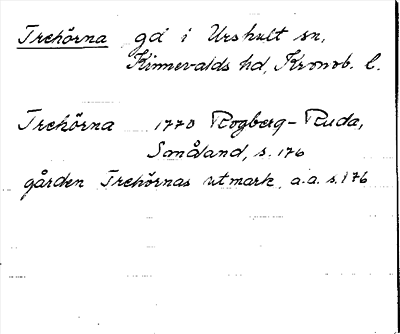 Trehörna gd i Urshult sn,
Kinnevalds hd, Kronob. l.
Trehörna 1770 Rogberg-Ruda,
Småland, s. 176
gården Trehörnas utmark, a.a. s. 176